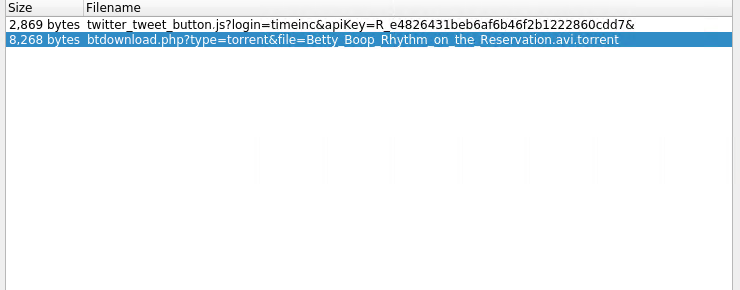 Size Filename
2,869 bytes twitter_tweet_button.js?login=timeinc&apiKey=R_e4826431beb6af6b46f2b1222860cdd7&
8,268 bytes btdownload.php?type=torrent&file=Betty_Boop_Rhythm_on_the_Reservation.avi.torrent